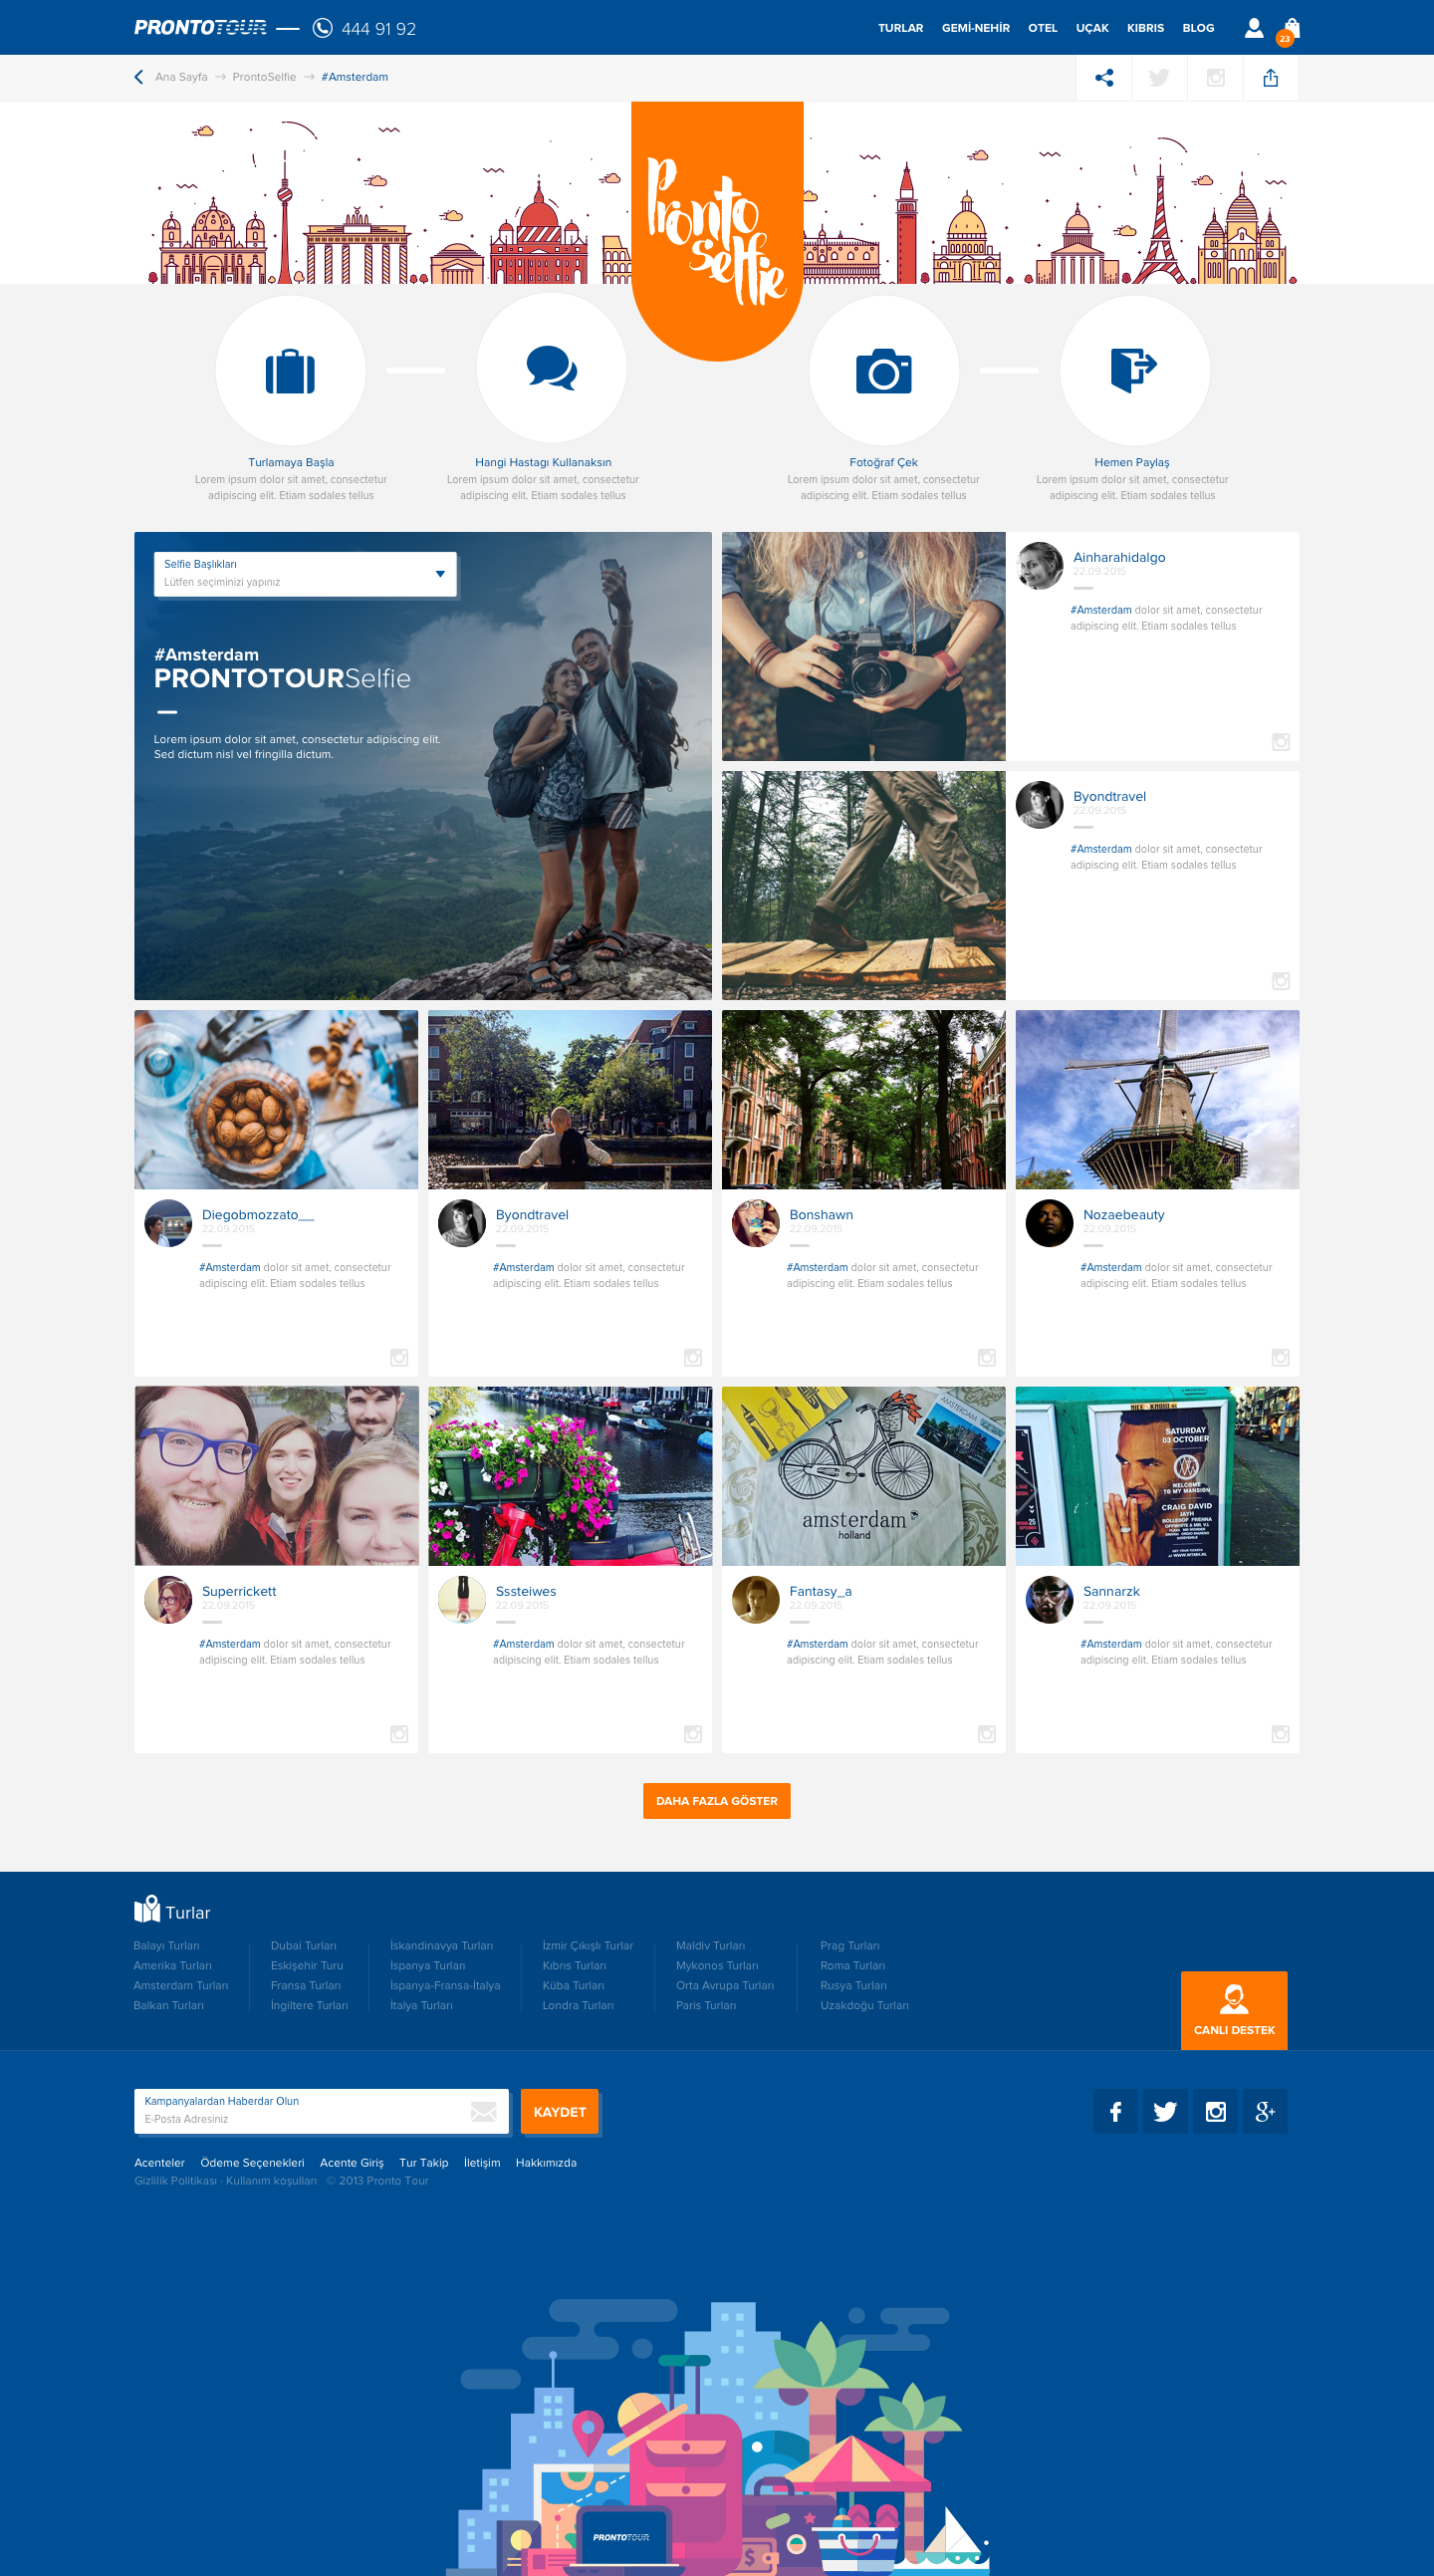 PRONTOTOUR
444 91 92
TURLAR GEMİ-NEHİR OTEL UÇAK KIBRIS BLOG
23
Ana Sayfa ProntoSelfie #Amsterdam
Pronto
selfie
Turlamaya Başla
Lorem ipsum dolor sit amet, consectetur
adipiscing elit. Etiam sodales tellus
Hangi Hastagı Kullanaksın
Lorem ipsum dolor sit amet, consectetur
adipiscing elit. Etiam sodales tellus
Fotoğraf Çek
Lorem ipsum dolor sit amet, consectetur
adipiscing elit. Etiam sodales tellus
Hemen Paylaş
Lorem ipsum dolor sit amet, consectetur
adipiscing elit. Etiam sodales tellus
Selfie Başlıkları
Lütfen seçiminizi yapınız
#Amsterdam
PRONTOTOURSelfie
Lorem ipsum dolor sit amet, consectetur adipiscing elit.
Sed dictum nisl vel fringilla dictum.
Ainharahidalgo
22.09.2015
#Amsterdam dolor sit amet, consectetur
adipiscing elit. Etiam sodales tellus
Byondtravel
22.09.2015
#Amsterdam dolor sit amet, consectetur
adipiscing elit. Etiam sodales tellus
Diegobmozzato__
22.09.2015
#Amsterdam dolor sit amet, consectetur
adipiscing elit. Etiam sodales tellus
Byondtravel
22.09.2015
#Amsterdam dolor sit amet, consectetur
adipiscing elit. Etiam sodales tellus
Bonshawn
22.09.2015
#Amsterdam dolor sit amet, consectetur
adipiscing elit. Etiam sodales tellus
Nozaebeauty
22.09.2015
#Amsterdam dolor sit amet, consectetur
adipiscing elit. Etiam sodales tellus
AMSTERDAM
amsterdam
holland
SATURDAY
03 OCTOBER
WELCOME
TO MY MANSION
CRAIG DAVID
JAYH
BOLLEBOF FRENNA
25
Superrickett
22.09.2015
#Amsterdam dolor sit amet, consectetur
adipiscing elit. Etiam sodales tellus
Sssteiwes
22.09.2015
#Amsterdam dolor sit amet, consectetur
adipiscing elit. Etiam sodales tellus
Fantasy_a
22.09.2015
#Amsterdam dolor sit amet, consectetur
adipiscing elit. Etiam sodales tellus
Sannarzk
22.09.2015
#Amsterdam dolor sit amet, consectetur
adipiscing elit. Etiam sodales tellus
DAHA FAZLA GÖSTER
Turlar
Balayı Turları
Amerika Turları
Amsterdam Turları
Balkan Turları
Dubai Turları
Eskişehir Turu
Fransa Turları
İngiltere Turları
İskandinavya Turları
İspanya Turları
İspanya-Fransa-İtalya
İtalya Turları
İzmir Çıkışlı Turlar
Kıbrıs Turları
Küba Turları
Londra Turları
Maldiv Turları
Mykonos Turları
Orta Avrupa Turları
Paris Turları
Prag Turları
Roma Turları
Rusya Turları
Uzakdoğu Turları
CANLI DESTEK
Kampanyalardan Haberdar Olun
E-Posta Adresiniz
KAYDET
Acenteler Ödeme Seçenekleri Acente Giriş Tur Takip İletişim Hakkımızda
Gizlilik Politikası - Kullanım koşulları © 2013 Pronto Tour
PRONTOTOUR